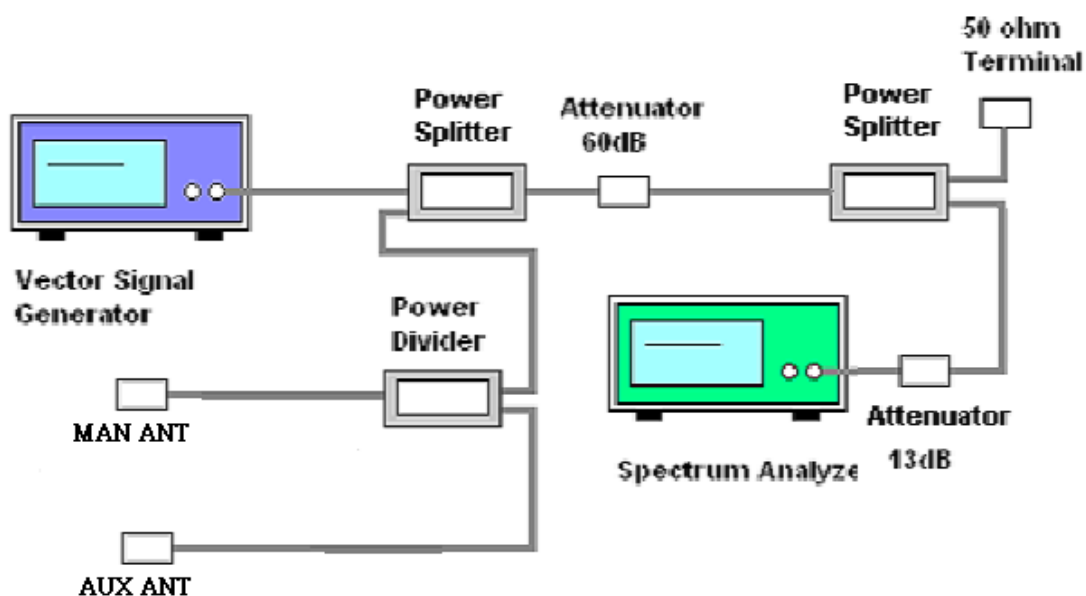 50 ohm
Terminal
Power
Splitter
Attenuator
60dB
Power
Splitter
Vector Signal
Generator
Power
Divider
MAN ANT
Attenuator
13dB
Spectrum Analyze
AUX ANT